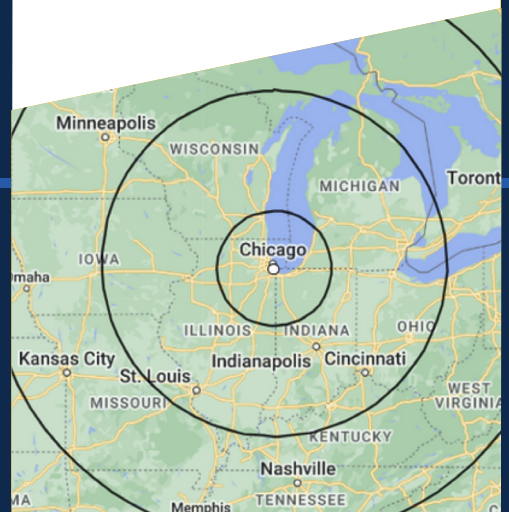 Minneapolis
WISCONSIN
MICHIGAN
Toront
Chicago
IOWA
maha
ILLINOIS
INDIANA
OHIO
Kansas City
Indianapolis
Cincinnati
St. Louis
MISSOURI
WEST
VIRGINIA
KENTUCKY
Nashville
MA
TENNESSEE
Memphis
C